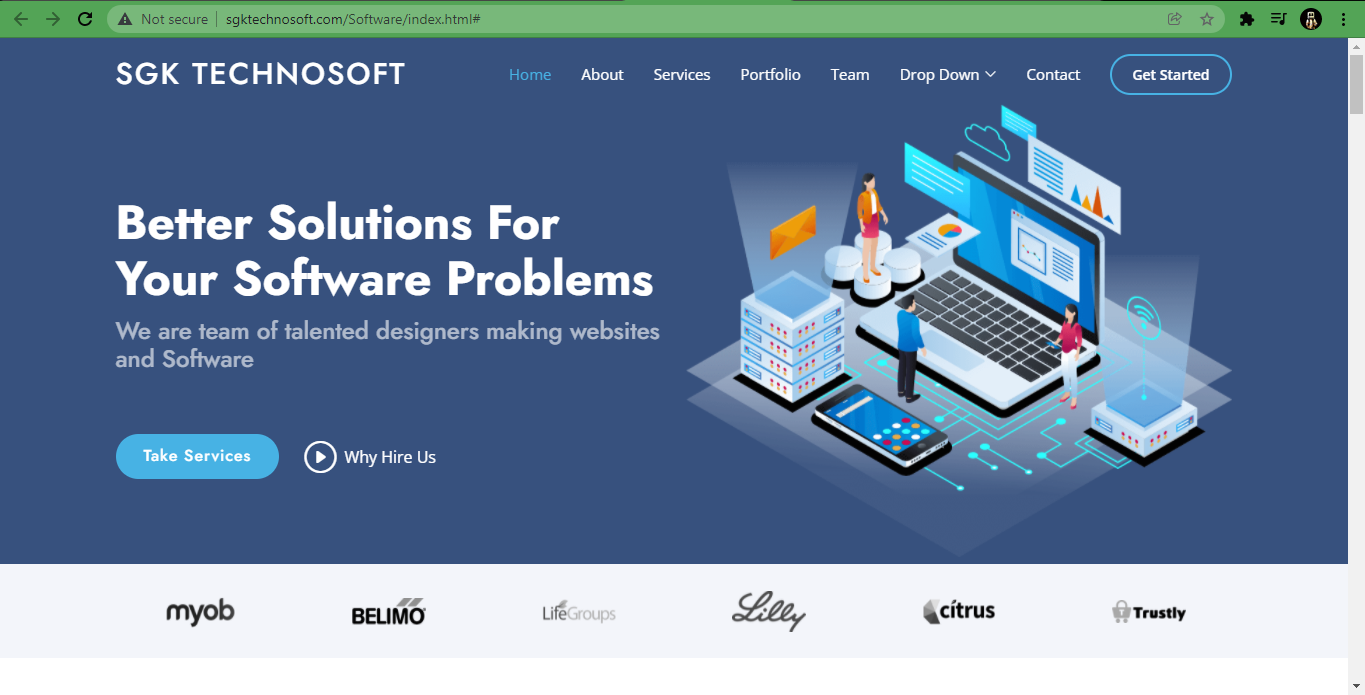 Not secure
sgktechnosoft.com/Software/index.html#
SGK TECHNOSOFT
Home
About
Services
Portfolio
Team
Drop Down
Contact
Get Started
Better Solutions For
Your Software Problems
We are team of talented designers making websites
and Software
Take Services
Why Hire Us
myob
BELIMO
LifeGroups
Lilly
cítrus
T Trustly